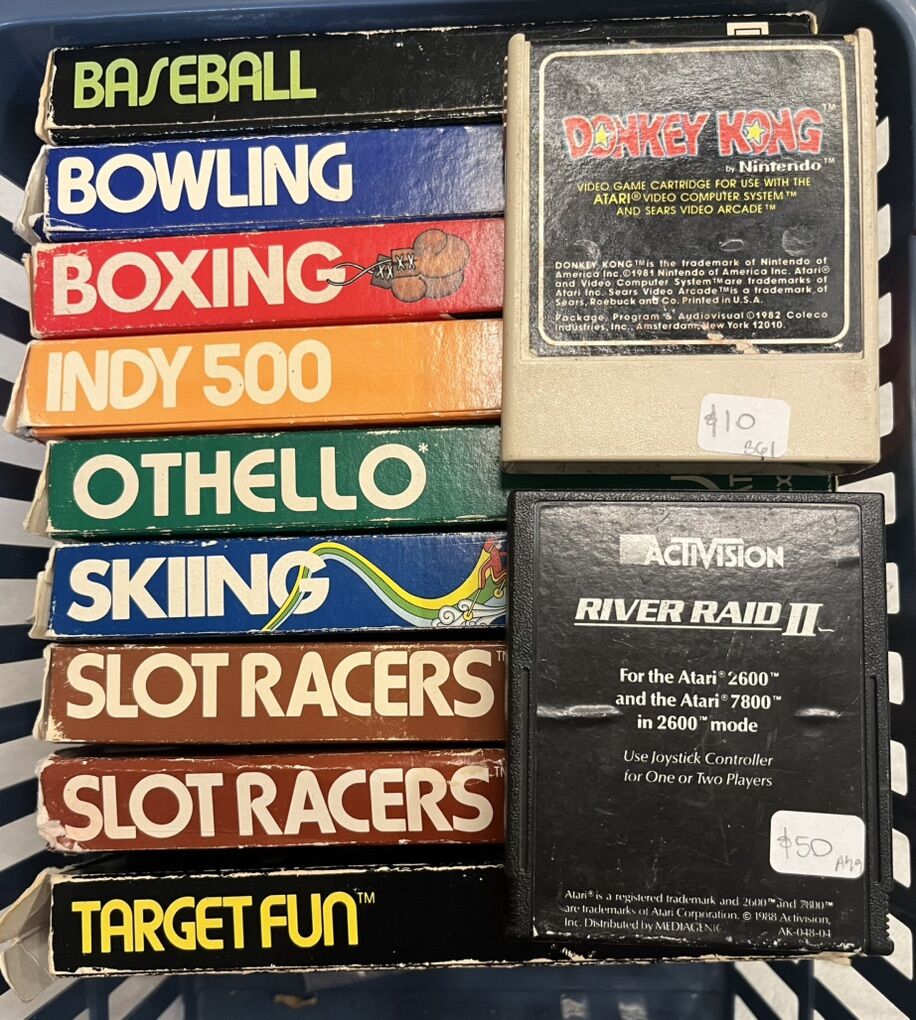 BASEBALL
BOWLING
BOXING
INDY 500
OTHELLO*
SKIING
SLOT RACERS™
SLOT RACERS™
TARGET FUN™
DONKEY KONG™
by Nintendo™
VIDEO GAME CARTRIDGE FOR USE WITH THE
ATARI® VIDEO COMPUTER SYSTEM™
AND SEARS VIDEO ARCADE™
DONKEY KONG™ is the trademark of Nintendo of
America Inc. ©1981 Nintendo of America Inc. Atari®
and Video Computer System™ are trademarks of
Atari Inc. Sears Video Arcade™ is a trademark of
Sears, Roebuck and Co. Printed in U.S.A.
Package, Program & Audiovisual ©1982 Coleco
Industries, Inc., Amsterdam, New York 12010.
$10
ACTIVISION
RIVER RAID II
For the Atari® 2600™
and the Atari® 7800™
in 2600™ mode
Use Joystick Controller
for One or Two Players
$50
Atari® is a registered trademark and 2600™ and 7800™
are trademarks of Atari Corporation. © 1988 Activision,
Inc. Distributed by MEDIAGENIC
AK-048-04